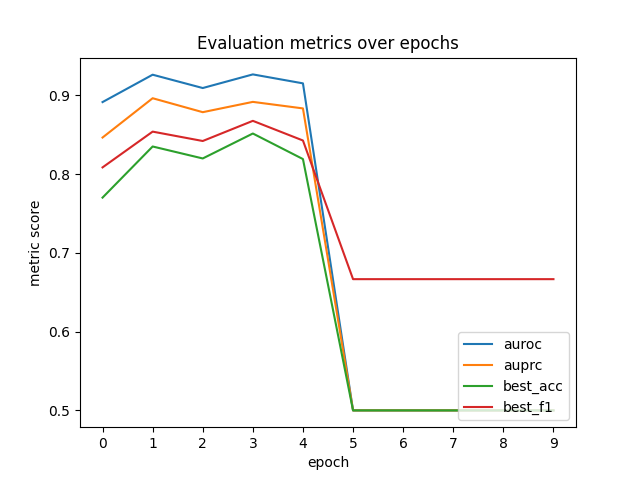 Evaluation metrics over epochs
metric score
0.9
0.8
0.7
0.6
0.5
auroc
auprc
best_acc
best_f1
0 1 2 3 4 5 6 7 8 9
epoch